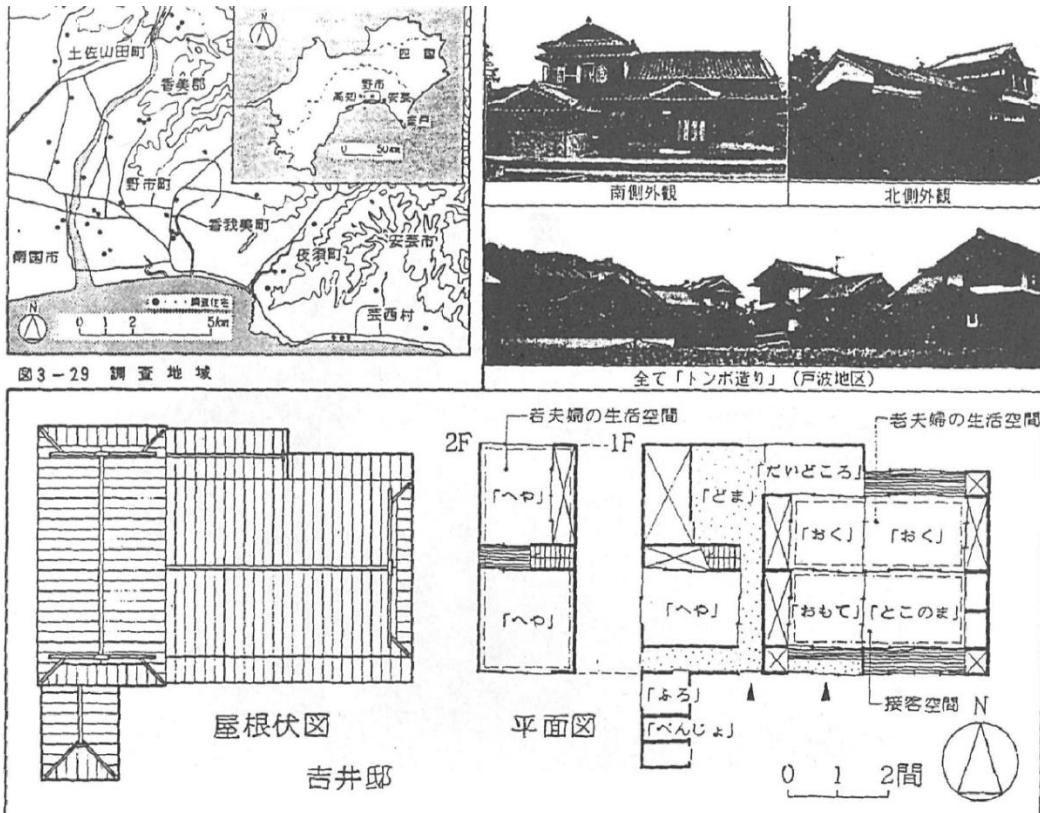 N
四国
野市
高知
安芸
室戸
0 50km
土佐山田町
香美郡
野市町
香我美町
南国市
夜須町
安芸市
芸西村
●・・・調査住宅
N
0 1 2 5km
図3-29 調査地域
南側外観
北側外観
全て「トンボ造り」(戸波地区)
若夫婦の生活空間
老夫婦の生活空間
2F
1F
「へや」
「へや」
「どま」
「だいどころ」
「おく」
「おく」
「へや」
「おもて」
「とこのま」
「ふろ」
「べんじょ」
接客空間
屋根伏図
平面図
吉井邸
0 1 2間
N